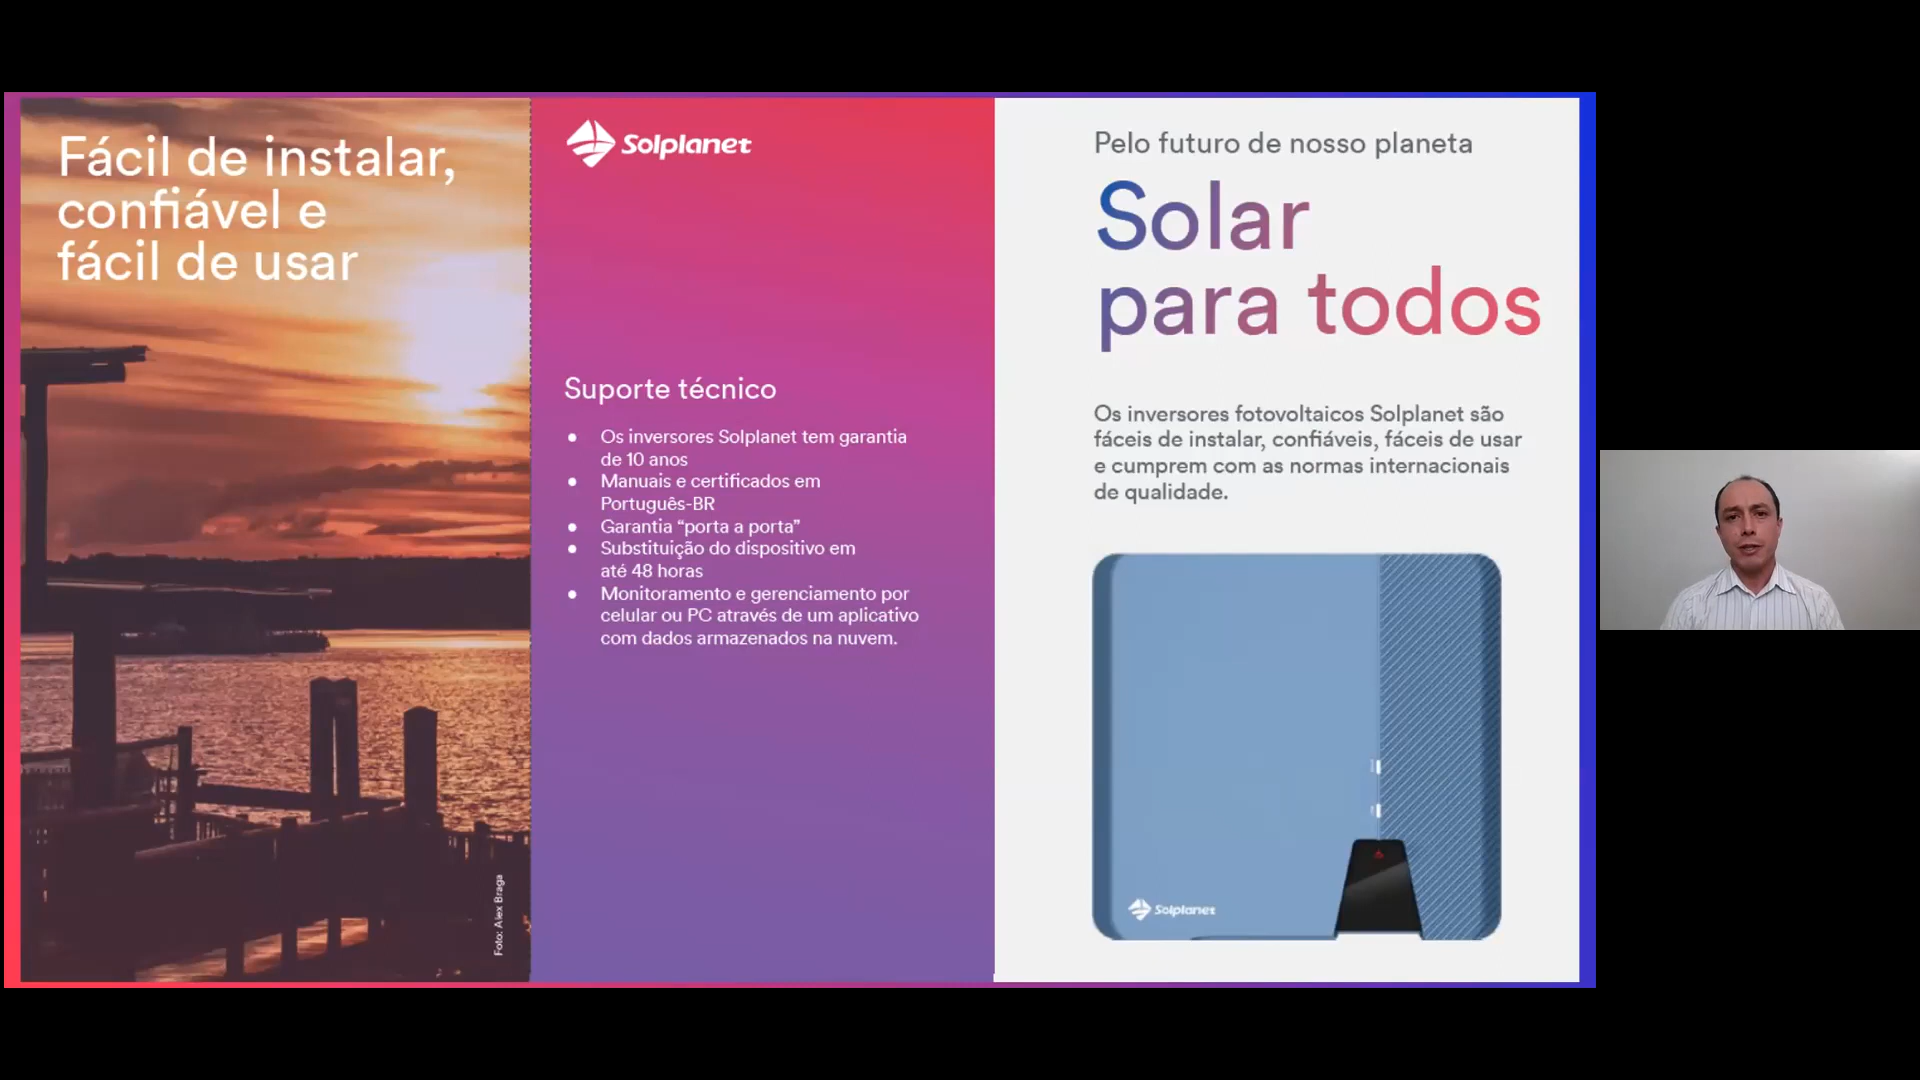 Fácil de instalar,
confiável e
fácil de usar
Foto: Alex Braga
Solplanet
Suporte técnico
● Os inversores Solplanet tem garantia
de 10 anos
● Manuais e certificados em
Português-BR
● Garantia “porta a porta”
● Substituição do dispositivo em
até 48 horas
● Monitoramento e gerenciamento por
celular ou PC através de um aplicativo
com dados armazenados na nuvem.
Pelo futuro de nosso planeta
Solar
para todos
Os inversores fotovoltaicos Solplanet são
fáceis de instalar, confiáveis, fáceis de usar
e cumprem com as normas internacionais
de qualidade.
Solplanet